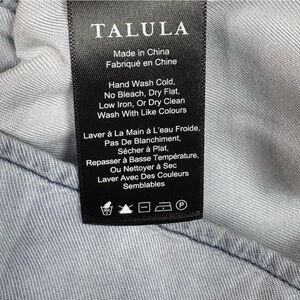 TALULA
Made in China
Fabriqué en Chine
Hand Wash Cold,
No Bleach, Dry Flat,
Low Iron, Or Dry Clean
Wash With Like Colours
Laver à La Main à L'eau Froide,
Pas De Blanchiment,
Sécher à Plat,
Repasser à Basse Température,
Ou Nettoyer à Sec
Laver Avec Des Couleurs
Semblables